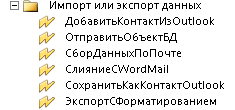 Импорт или экспорт данных
ДобавитьКонтактИзOutlook
ОтправитьОбъектБД
СборДанныхПоПочте
СлияниеСWordMail
СохранитьКакКонтактOutlook
ЭкспортСФорматированием